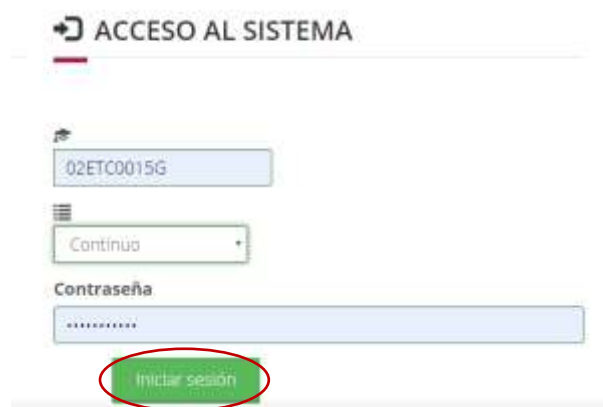 ACCESO AL SISTEMA
02ETC0015G
Continuo
Contraseña
•••••••••••
Iniciar sesión